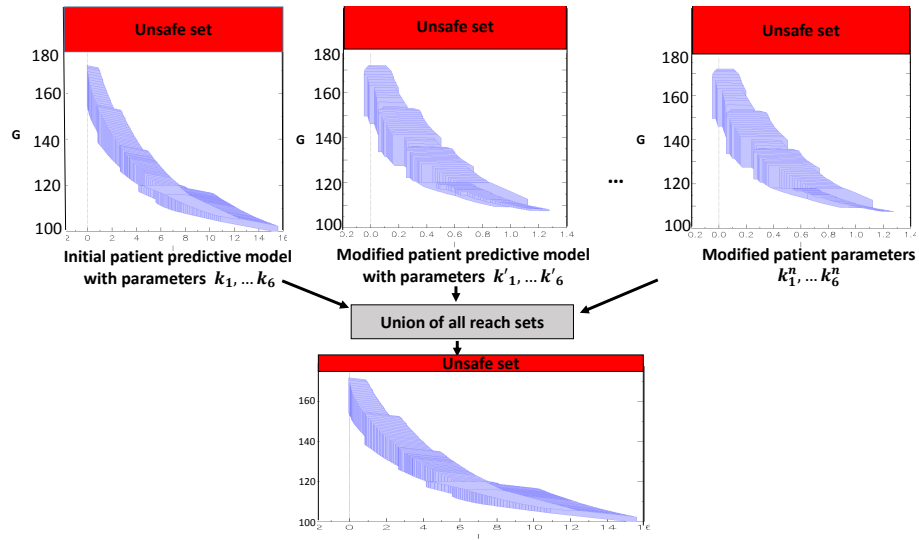 Unsafe set
Unsafe set
Unsafe set
180
160
G
140
120
100
2 0 2 4 6 8 10 12 14 16
I
180
160
G
140
120
100
0.2 0.0 0.2 0.4 0.6 0.8 1.0 1.2 1.4
I
...
180
160
G
140
120
100
0.2 0.0 0.2 0.4 0.6 0.8 1.0 1.2 1.4
I
Initial patient predictive model
with parameters k₁, … k₆
Modified patient predictive model
with parameters k'₁, … k'₆
Modified patient parameters
k₁ⁿ, … k₆ⁿ
Union of all reach sets
Unsafe set
160
140
120
100
2 0 2 4 6 8 10 12 14 16
I